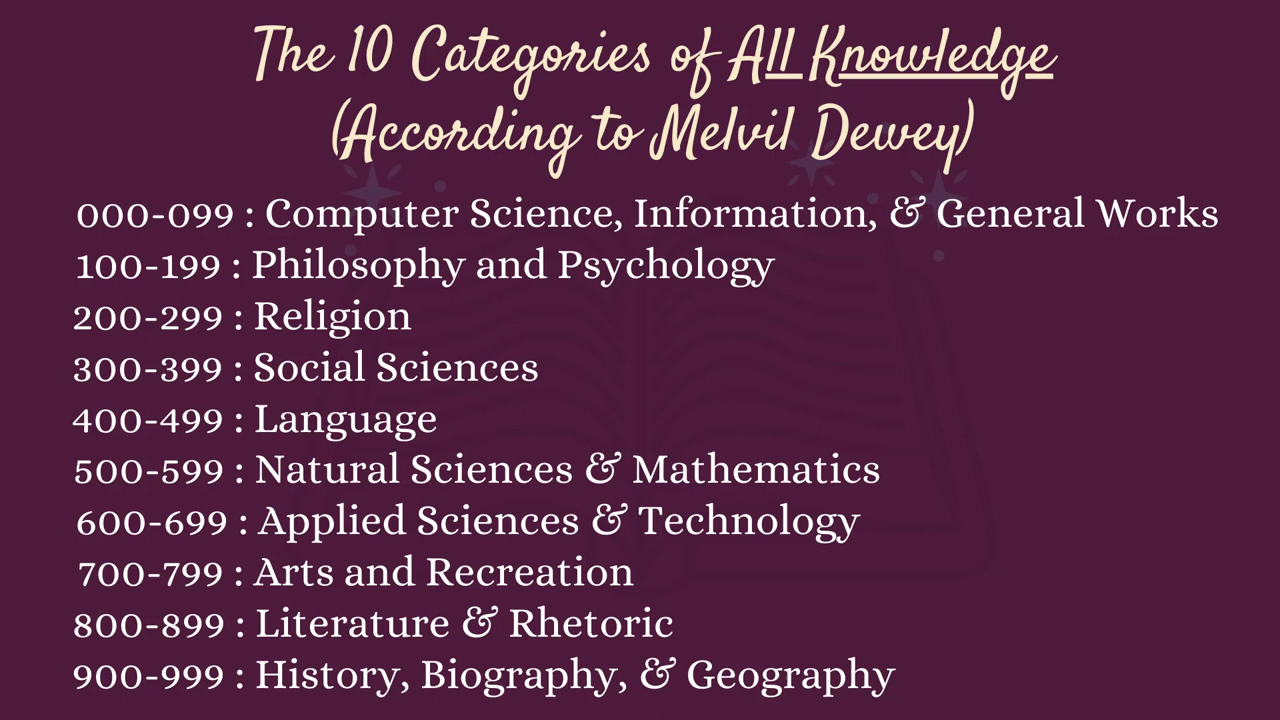 The 10 Categories of All Knowledge
(According to Melvil Dewey)
000-099 : Computer Science, Information, & General Works
100-199 : Philosophy and Psychology
200-299 : Religion
300-399 : Social Sciences
400-499 : Language
500-599 : Natural Sciences & Mathematics
600-699 : Applied Sciences & Technology
700-799 : Arts and Recreation
800-899 : Literature & Rhetoric
900-999 : History, Biography, & Geography